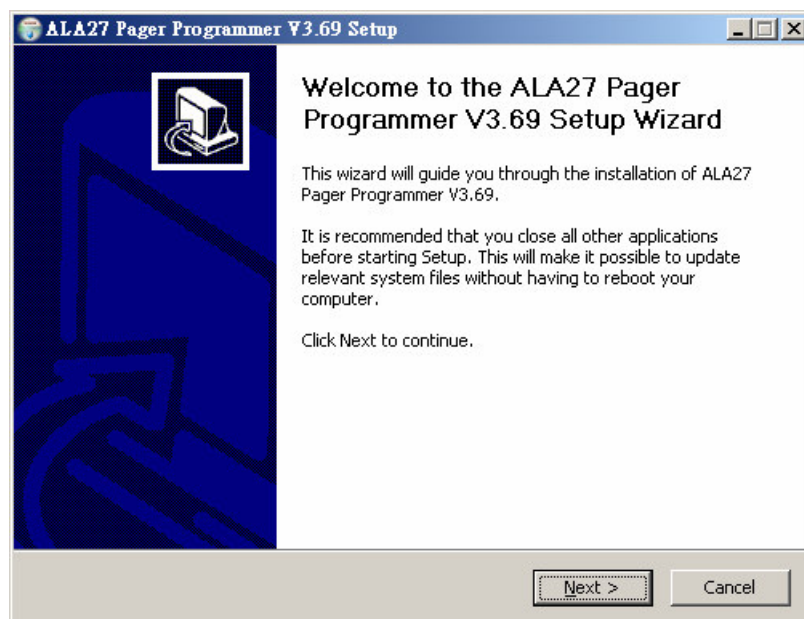 ALA27 Pager Programmer V3.69 Setup
Welcome to the ALA27 Pager
Programmer V3.69 Setup Wizard
This wizard will guide you through the installation of ALA27
Pager Programmer V3.69.
It is recommended that you close all other applications
before starting Setup. This will make it possible to update
relevant system files without having to reboot your
computer.
Click Next to continue.
Next >
Cancel